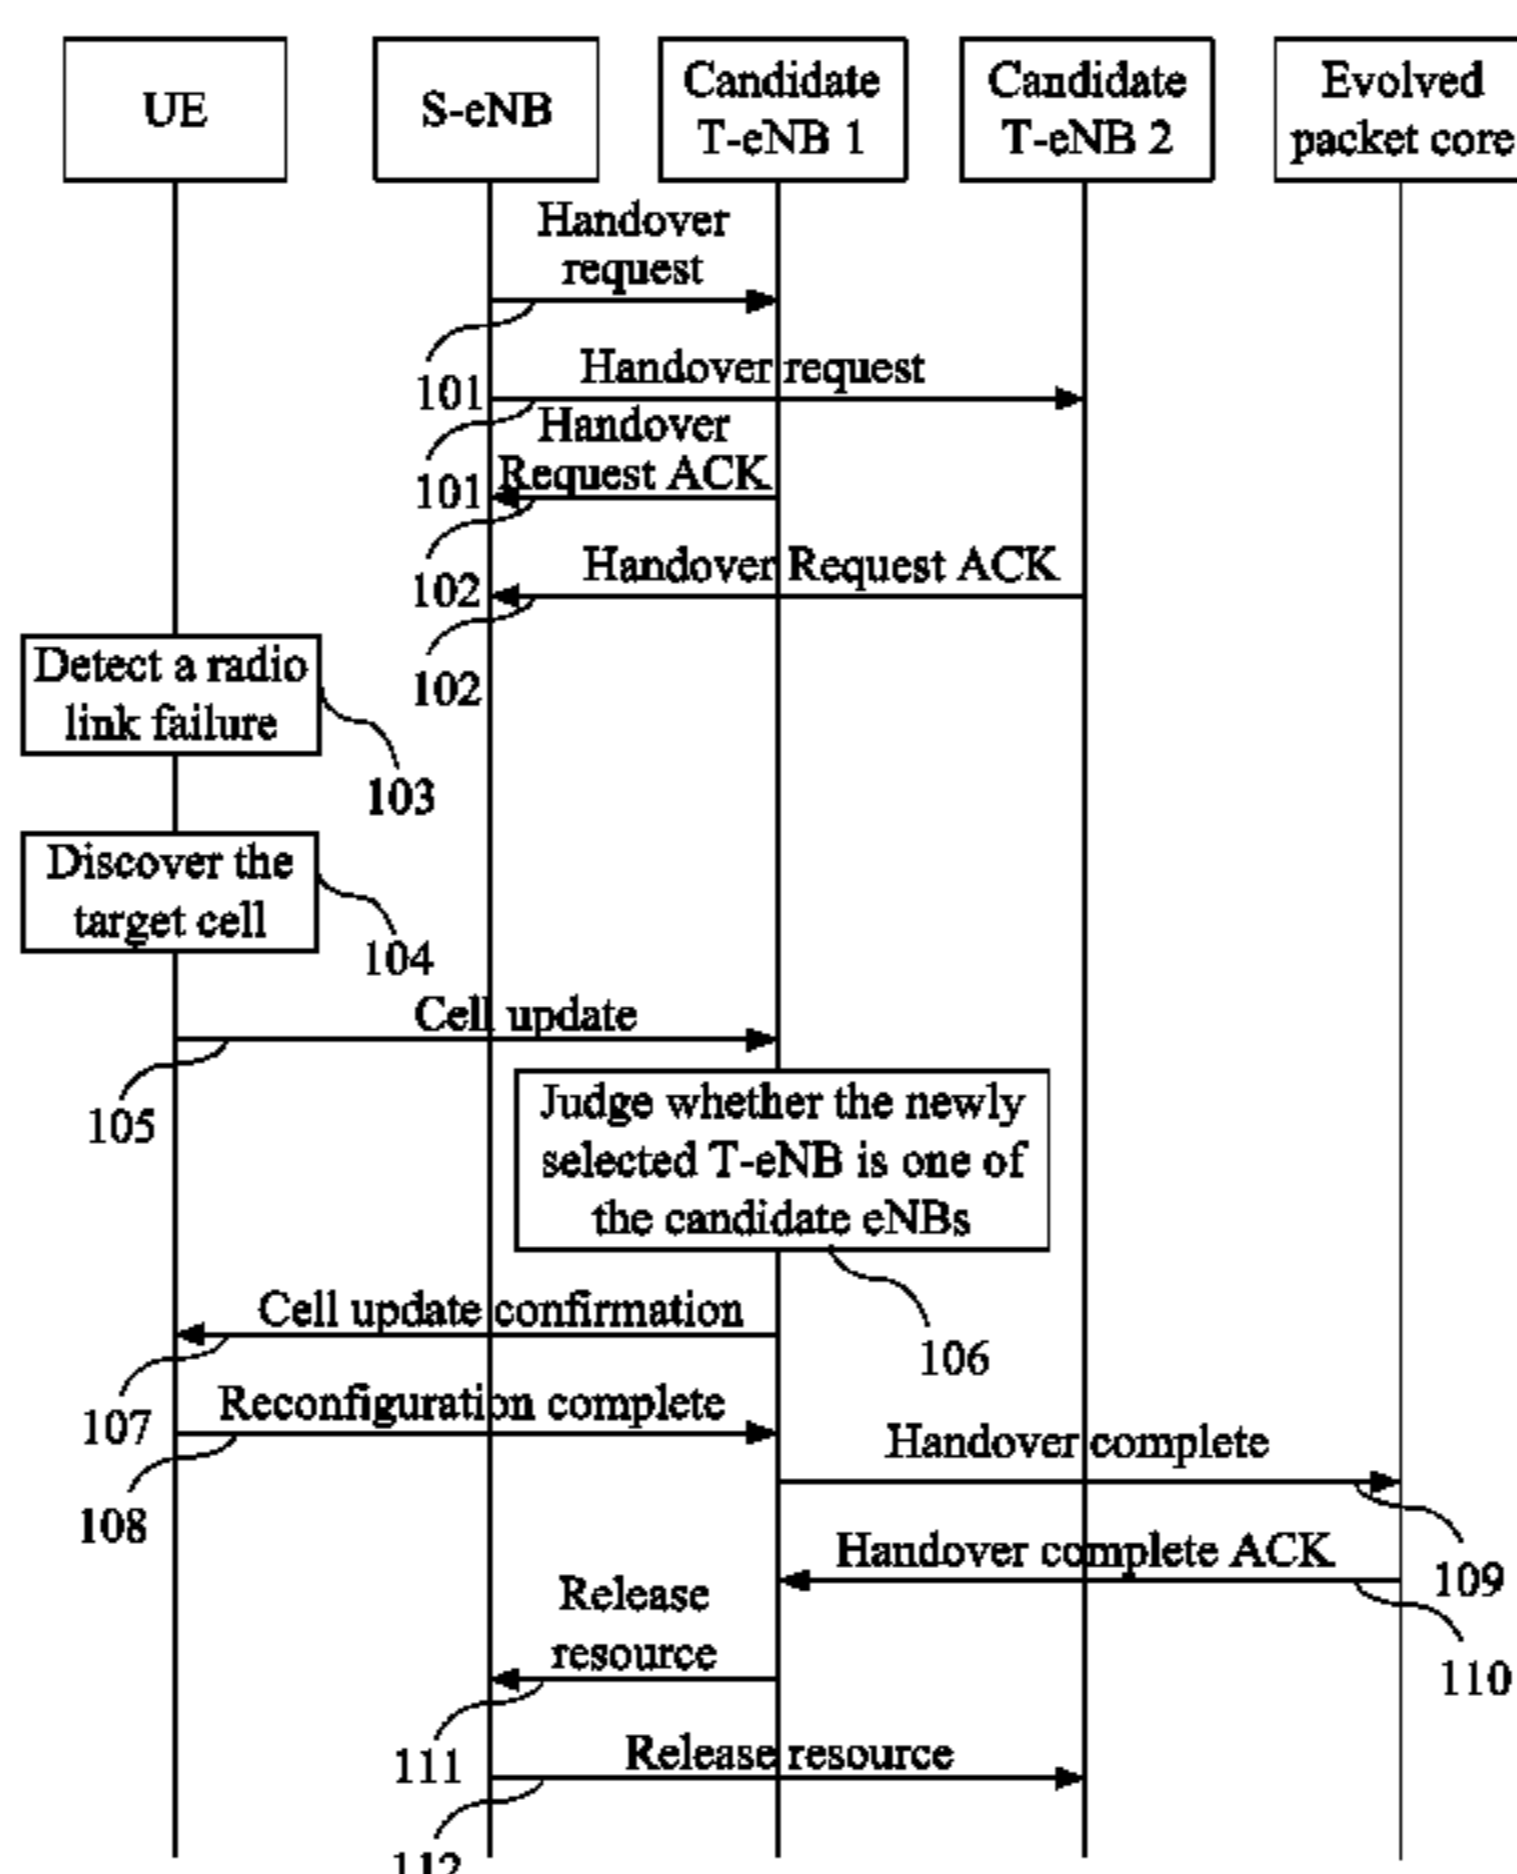 UE
S-eNB
Candidate
T-eNB 1
Candidate
T-eNB 2
Evolved
packet core
Handover
request
101
Handover request
101
Handover
Request ACK
102
Handover Request ACK
102
Detect a radio
link failure
103
Discover the
target cell
104
Cell update
105
Judge whether the newly
selected T-eNB is one of
the candidate eNBs
106
Cell update confirmation
107
Reconfiguration complete
108
Handover complete
109
Handover complete ACK
110
Release
resource
111
Release resource
112